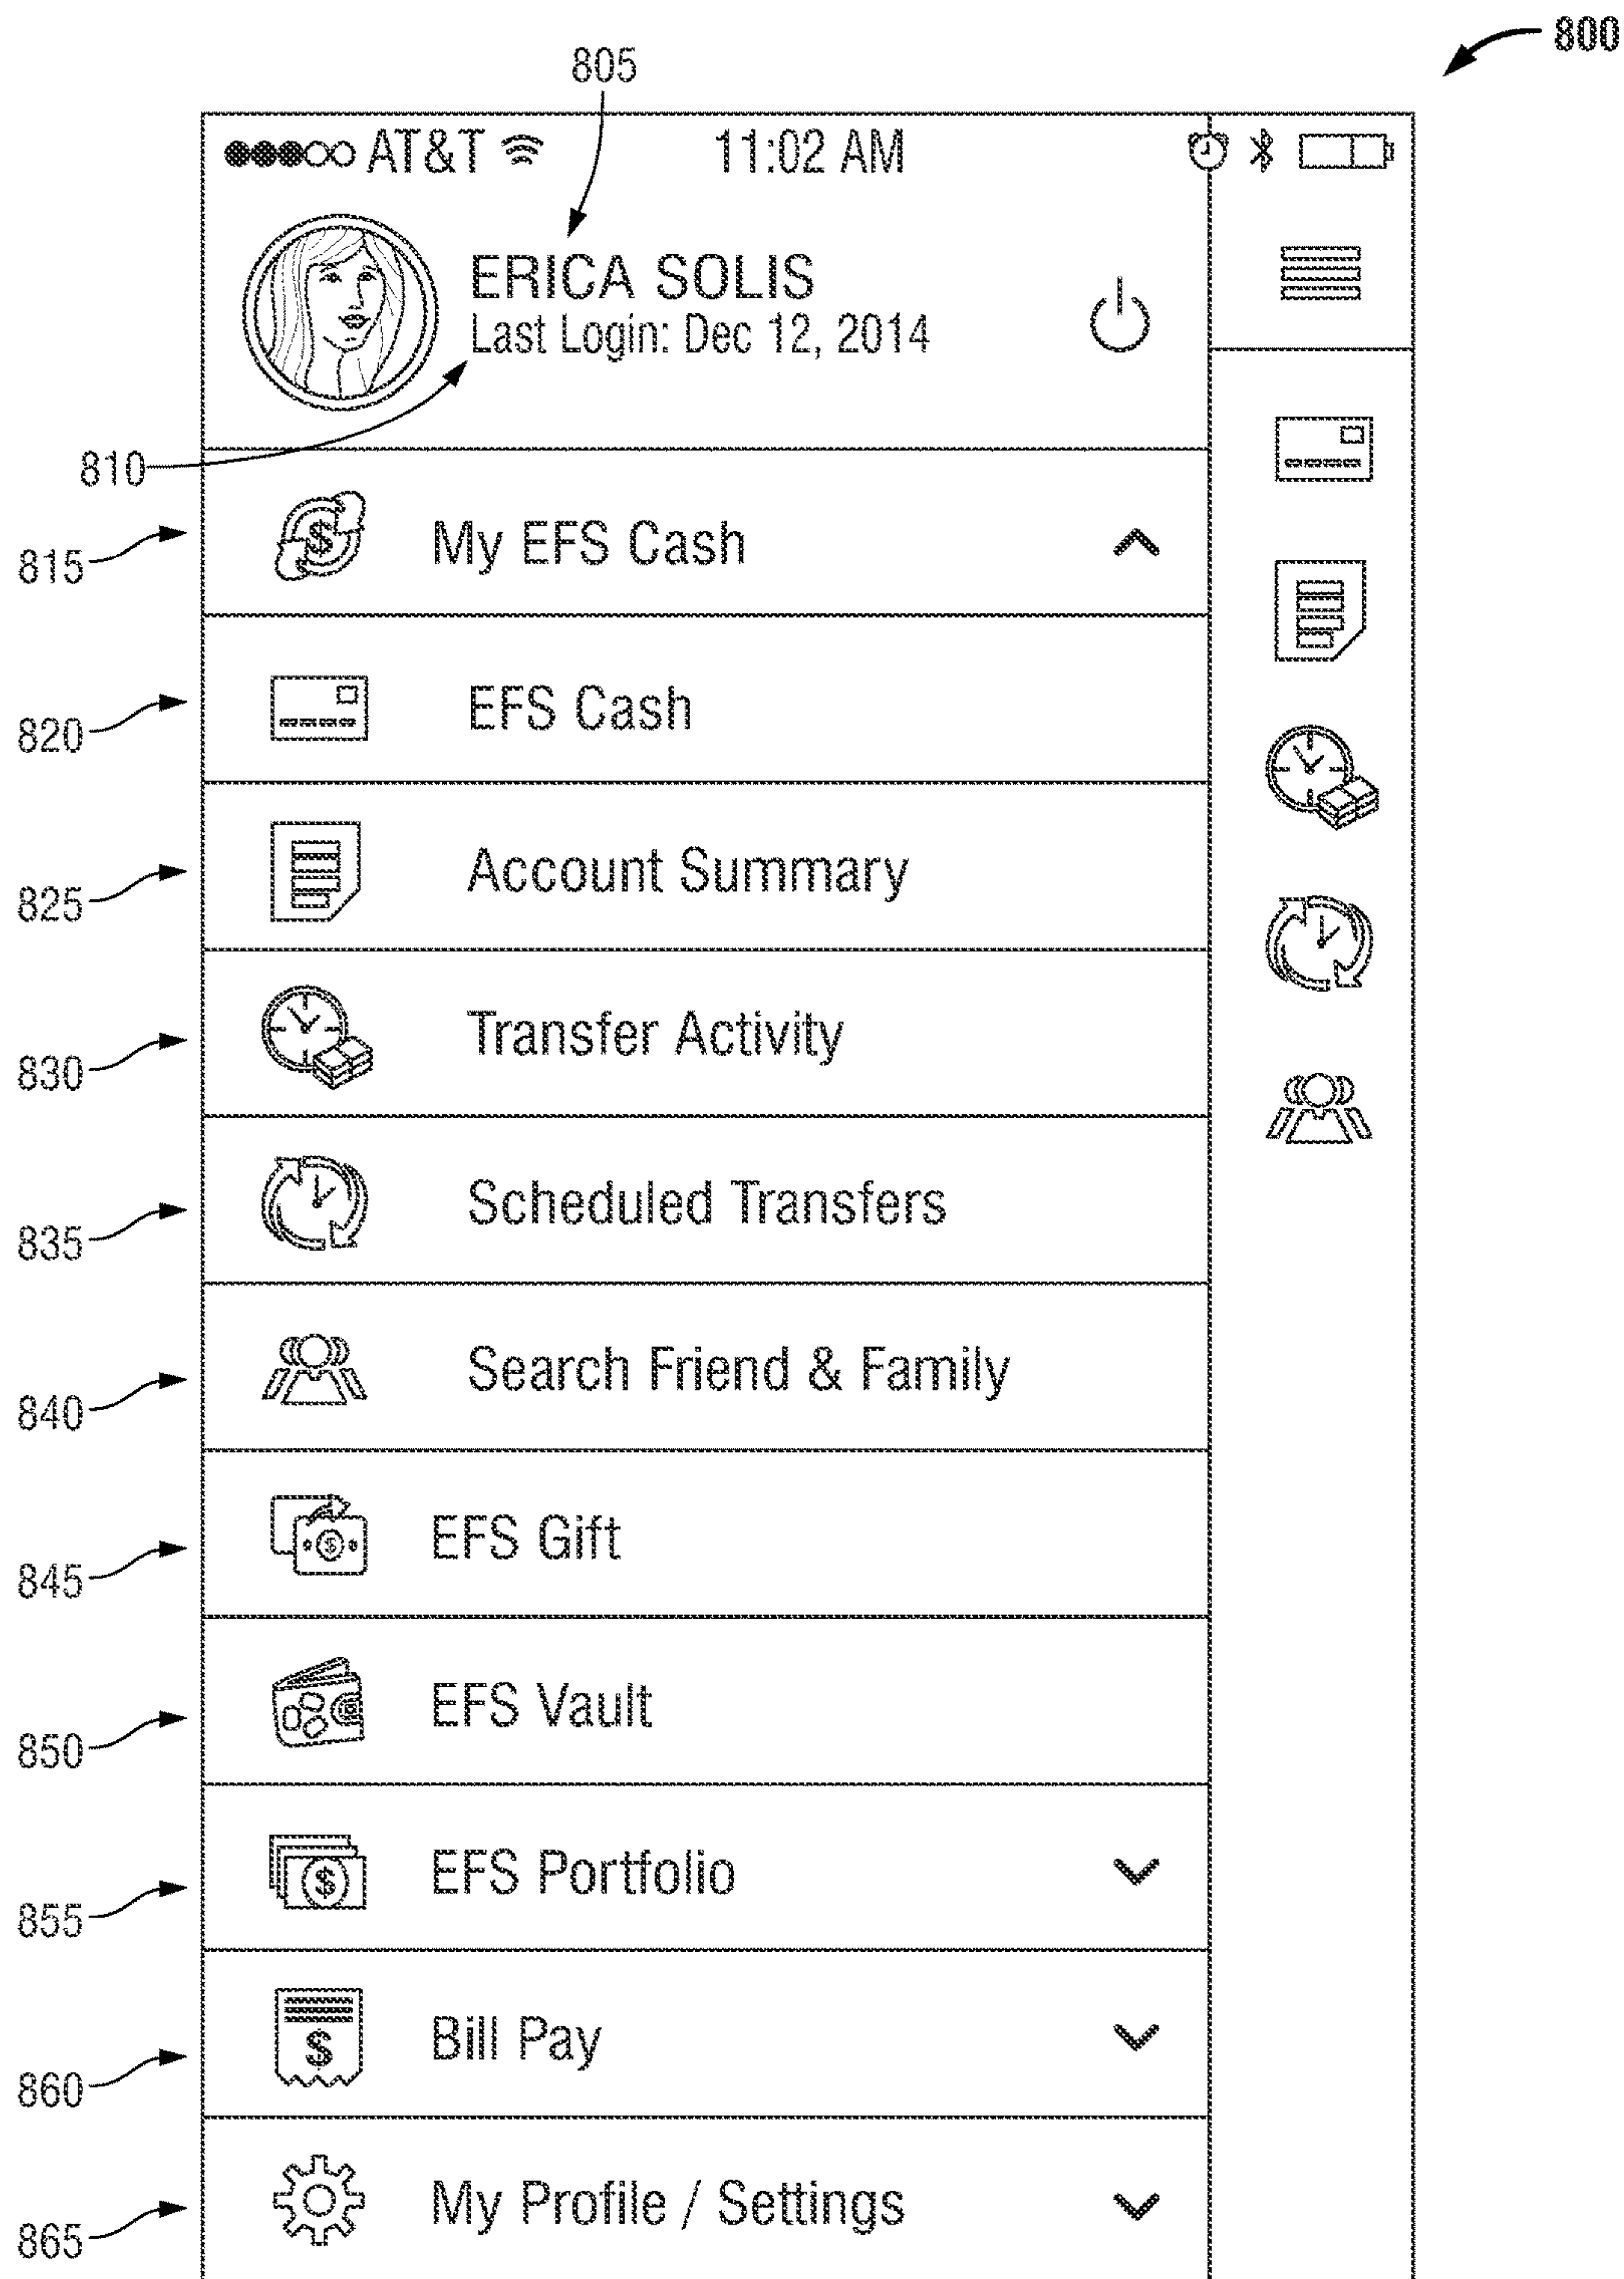 800
805
AT&T 11:02 AM
ERICA SOLIS
Last Login: Dec 12, 2014
810
815 $ My EFS Cash
820 EFS Cash
825 Account Summary
830 Transfer Activity
835 Scheduled Transfers
840 Search Friend & Family
845 $ EFS Gift
850 EFS Vault
855 $ EFS Portfolio
860 $ Bill Pay
865 My Profile / Settings